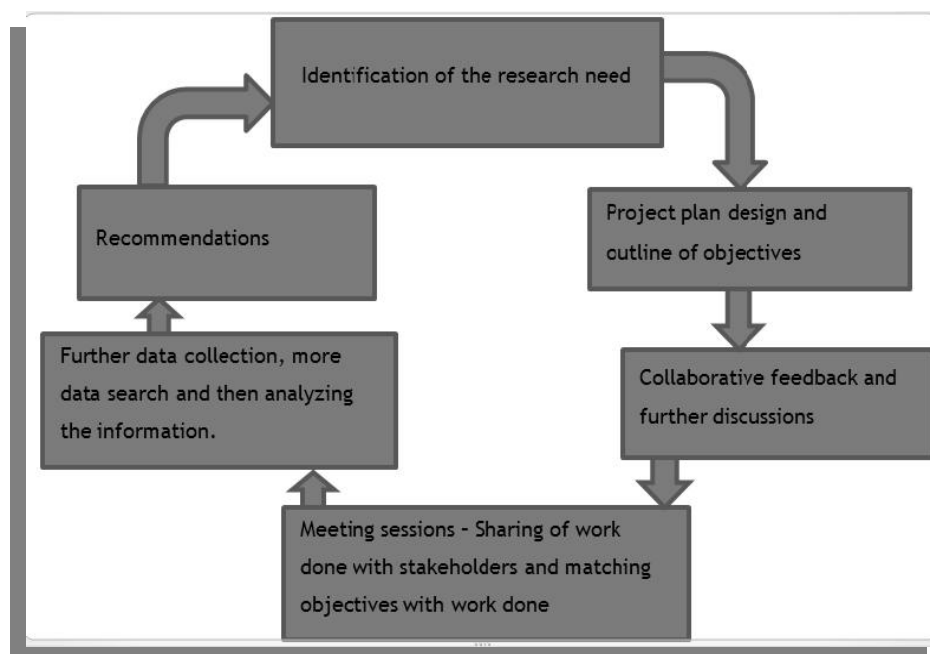 Identification of the research need
Project plan design and
outline of objectives
Collaborative feedback and
further discussions
Meeting sessions – Sharing of work
done with stakeholders and matching
objectives with work done
Further data collection, more
data search and then analyzing
the information.
Recommendations